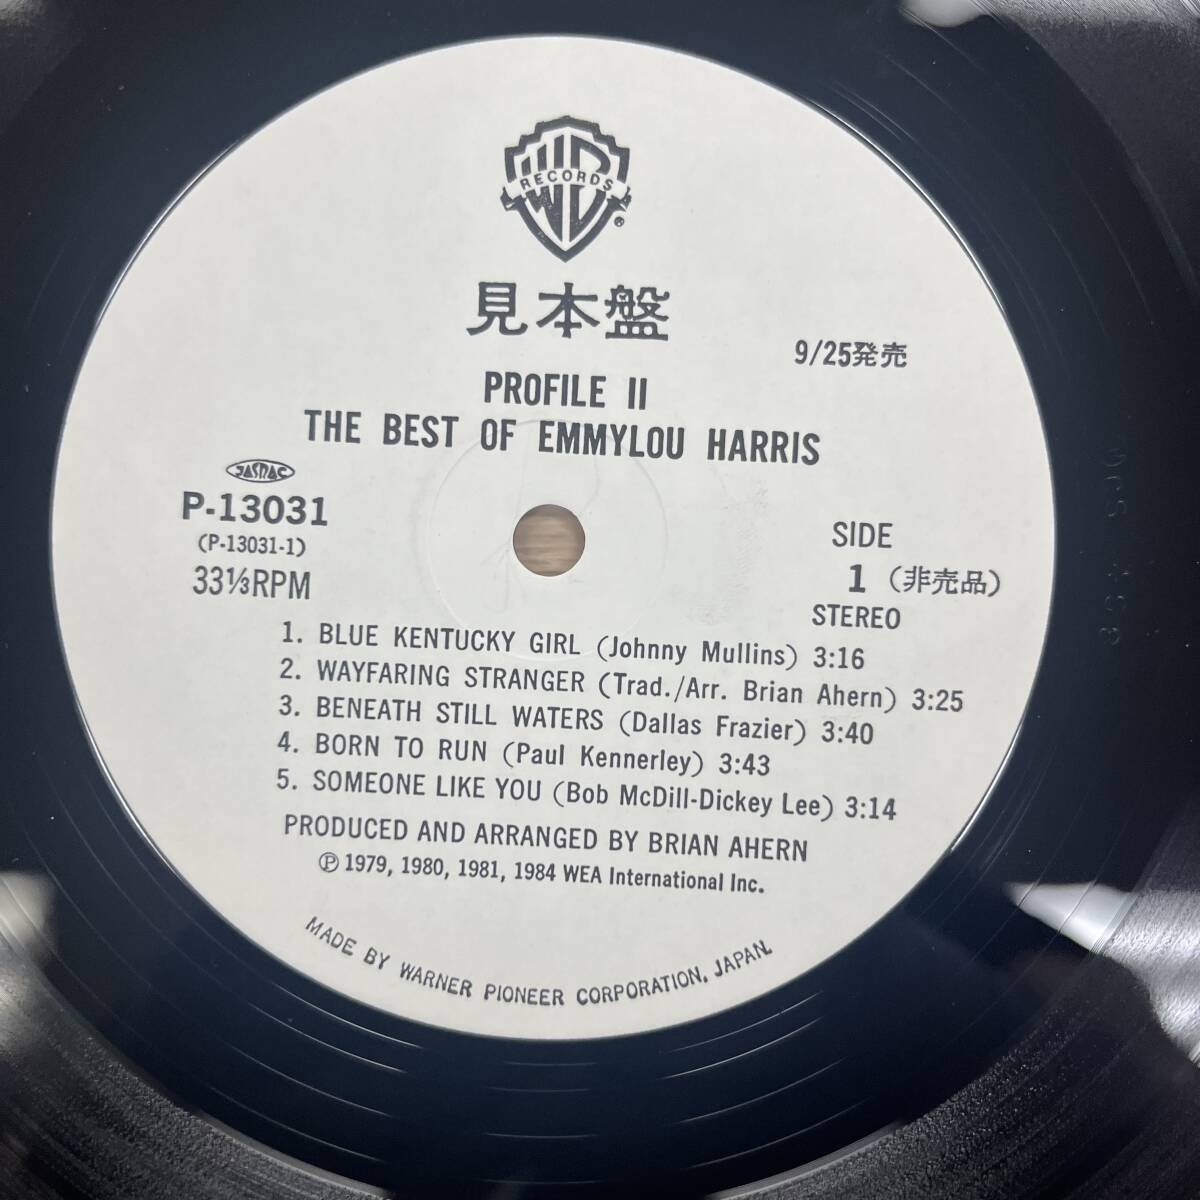 WB
RECORDS
®
見本盤
9/25発売
PROFILE II
THE BEST OF EMMYLOU HARRIS
JASRAC
P-13031
(P-13031-1)
33⅓RPM
SIDE
1 (非売品)
STEREO
1. BLUE KENTUCKY GIRL (Johnny Mullins) 3:16
2. WAYFARING STRANGER (Trad./Arr. Brian Ahern) 3:25
3. BENEATH STILL WATERS (Dallas Frazier) 3:40
4. BORN TO RUN (Paul Kennerley) 3:43
5. SOMEONE LIKE YOU (Bob McDill-Dickey Lee) 3:14
PRODUCED AND ARRANGED BY BRIAN AHERN
℗ 1979, 1980, 1981, 1984 WEA International Inc.
MADE BY WARNER PIONEER CORPORATION, JAPAN.